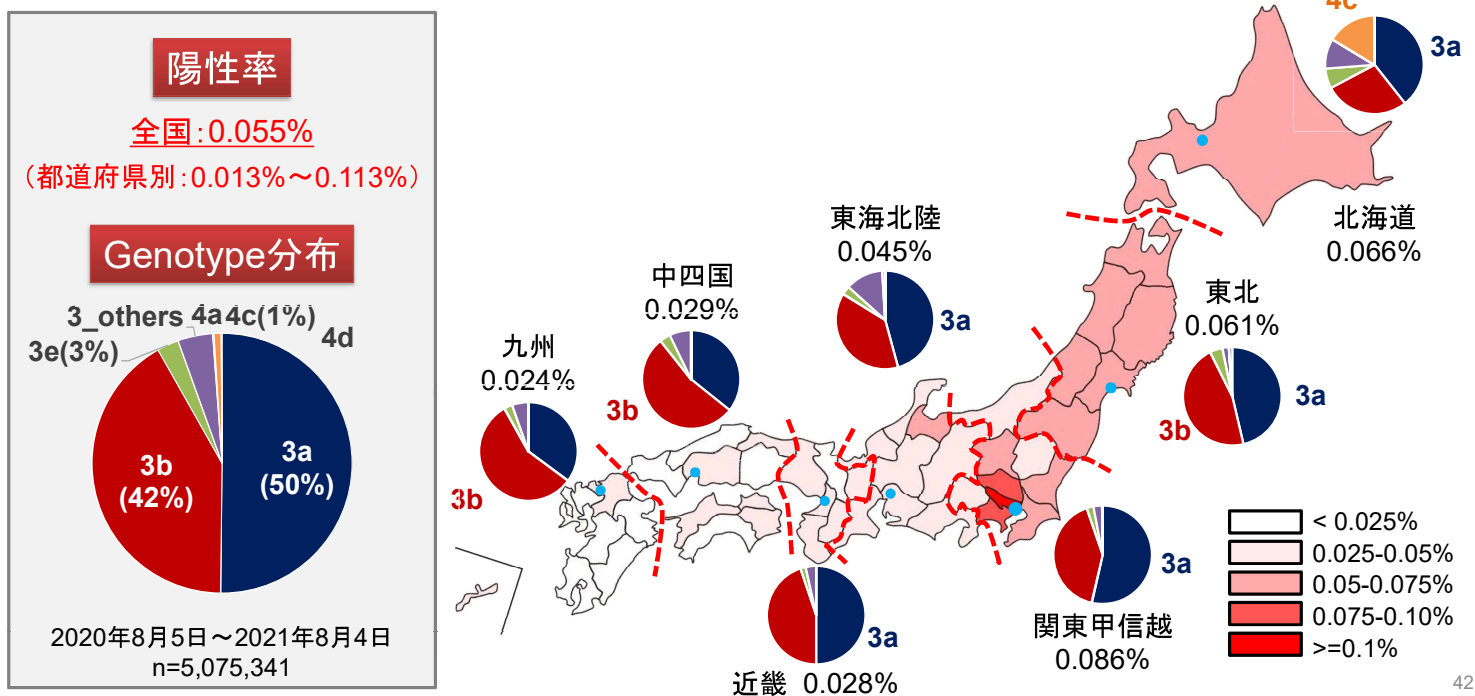 陽性率
全国：0.055%
（都道府県別：0.013%～0.113%）
Genotype分布
3_others 4a 4c(1%)
3e(3%)
4d
3b
(42%)
3a
(50%)
2020年8月5日～2021年8月4日
n=5,075,341
4c
3a
北海道
0.066%
東北
0.061%
3a
3b
東海北陸
0.045%
3a
中四国
0.029%
3b
九州
0.024%
3b
近畿 0.028%
3a
関東甲信越
0.086%
3a
< 0.025%
0.025-0.05%
0.05-0.075%
0.075-0.10%
>=0.1%
42